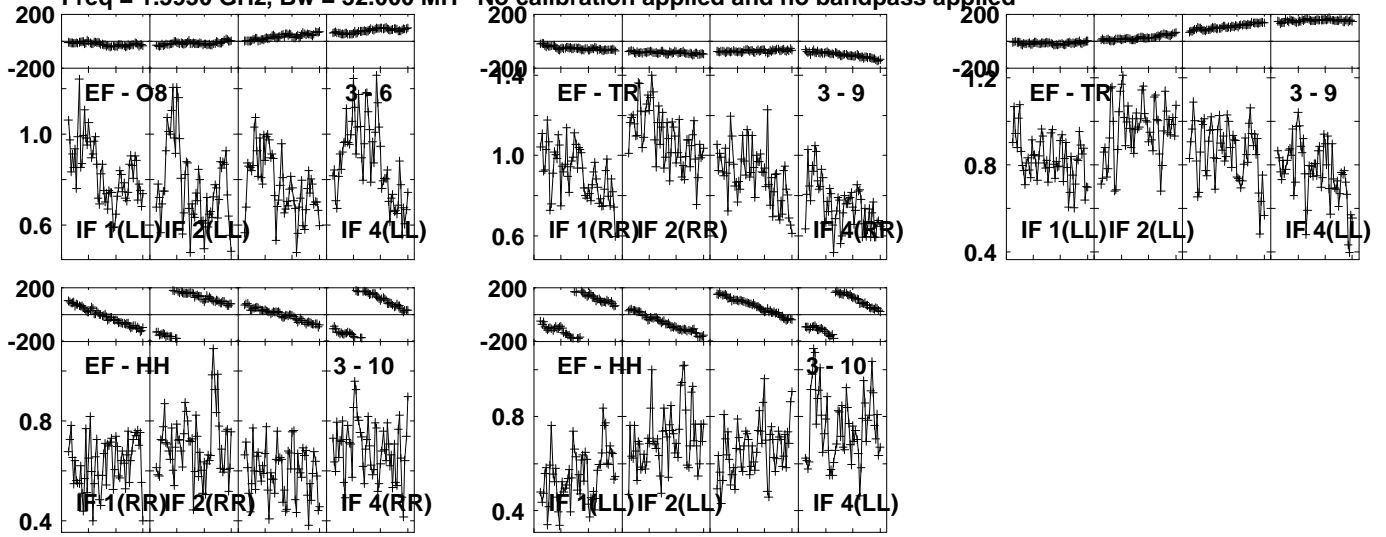 Freq = 1.5950 GHz, Bw = 32.000 MH No calibration applied and no bandpass applied
200
-200
EF - O8
3 - 6
1.0
0.6
IF 1(LL)
IF 2(LL)
IF 4(LL)
200
-200
1.4
EF - TR
3 - 9
1.0
0.6
IF 1(RR)
IF 2(RR)
IF 4(RR)
200
-200
1.2
EF - TR
3 - 9
0.8
0.4
IF 1(LL)
IF 2(LL)
IF 4(LL)
200
-200
EF - HH
3 - 10
0.8
0.4
IF 1(RR)
IF 2(RR)
IF 4(RR)
200
-200
EF - HH
3 - 10
0.8
0.4
IF 1(LL)
IF 2(LL)
IF 4(LL)